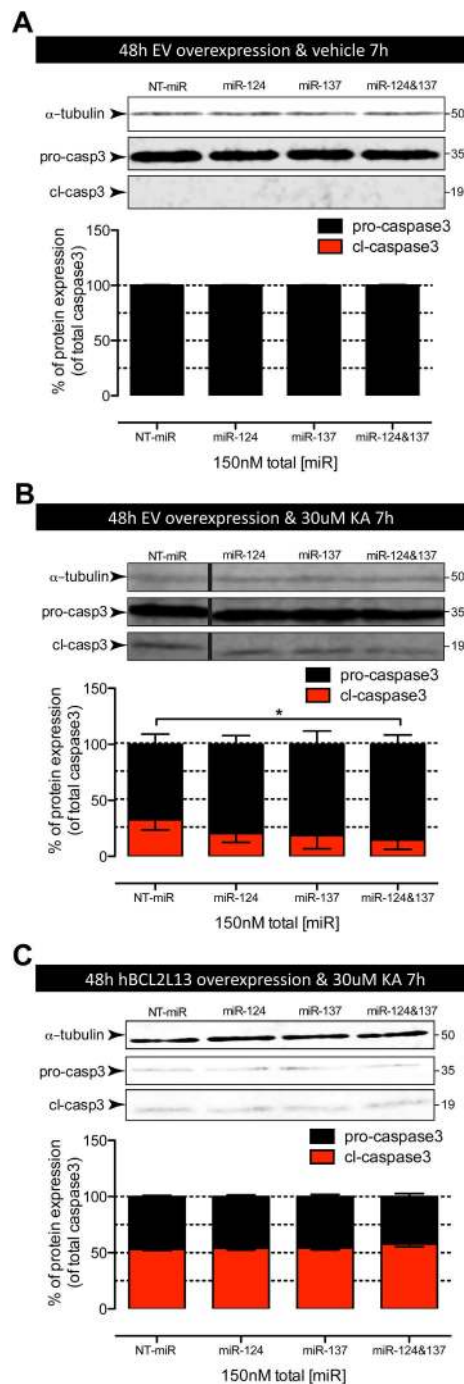 A
48h EV overexpression & vehicle 7h
NT-miR miR-124 miR-137 miR-124&137
α-tubulin 50
pro-casp3 35
cl-casp3 19
pro-caspase3
cl-caspase3
% of protein expression
(of total caspase3)
150
100
50
0
NT-miR miR-124 miR-137 miR-124&137
150nM total [miR]
B
48h EV overexpression & 30uM KA 7h
NT-miR miR-124 miR-137 miR-124&137
α-tubulin 50
pro-casp3 35
cl-casp3 19
pro-caspase3
cl-caspase3
% of protein expression
(of total caspase3)
150
100
50
0
*
NT-miR miR-124 miR-137 miR-124&137
150nM total [miR]
C
48h hBCL2L13 overexpression & 30uM KA 7h
NT-miR miR-124 miR-137 miR-124&137
α-tubulin 50
pro-casp3 35
cl-casp3 19
pro-caspase3
cl-caspase3
% of protein expression
(of total caspase3)
150
100
50
0
NT-miR miR-124 miR-137 miR-124&137
150nM total [miR]